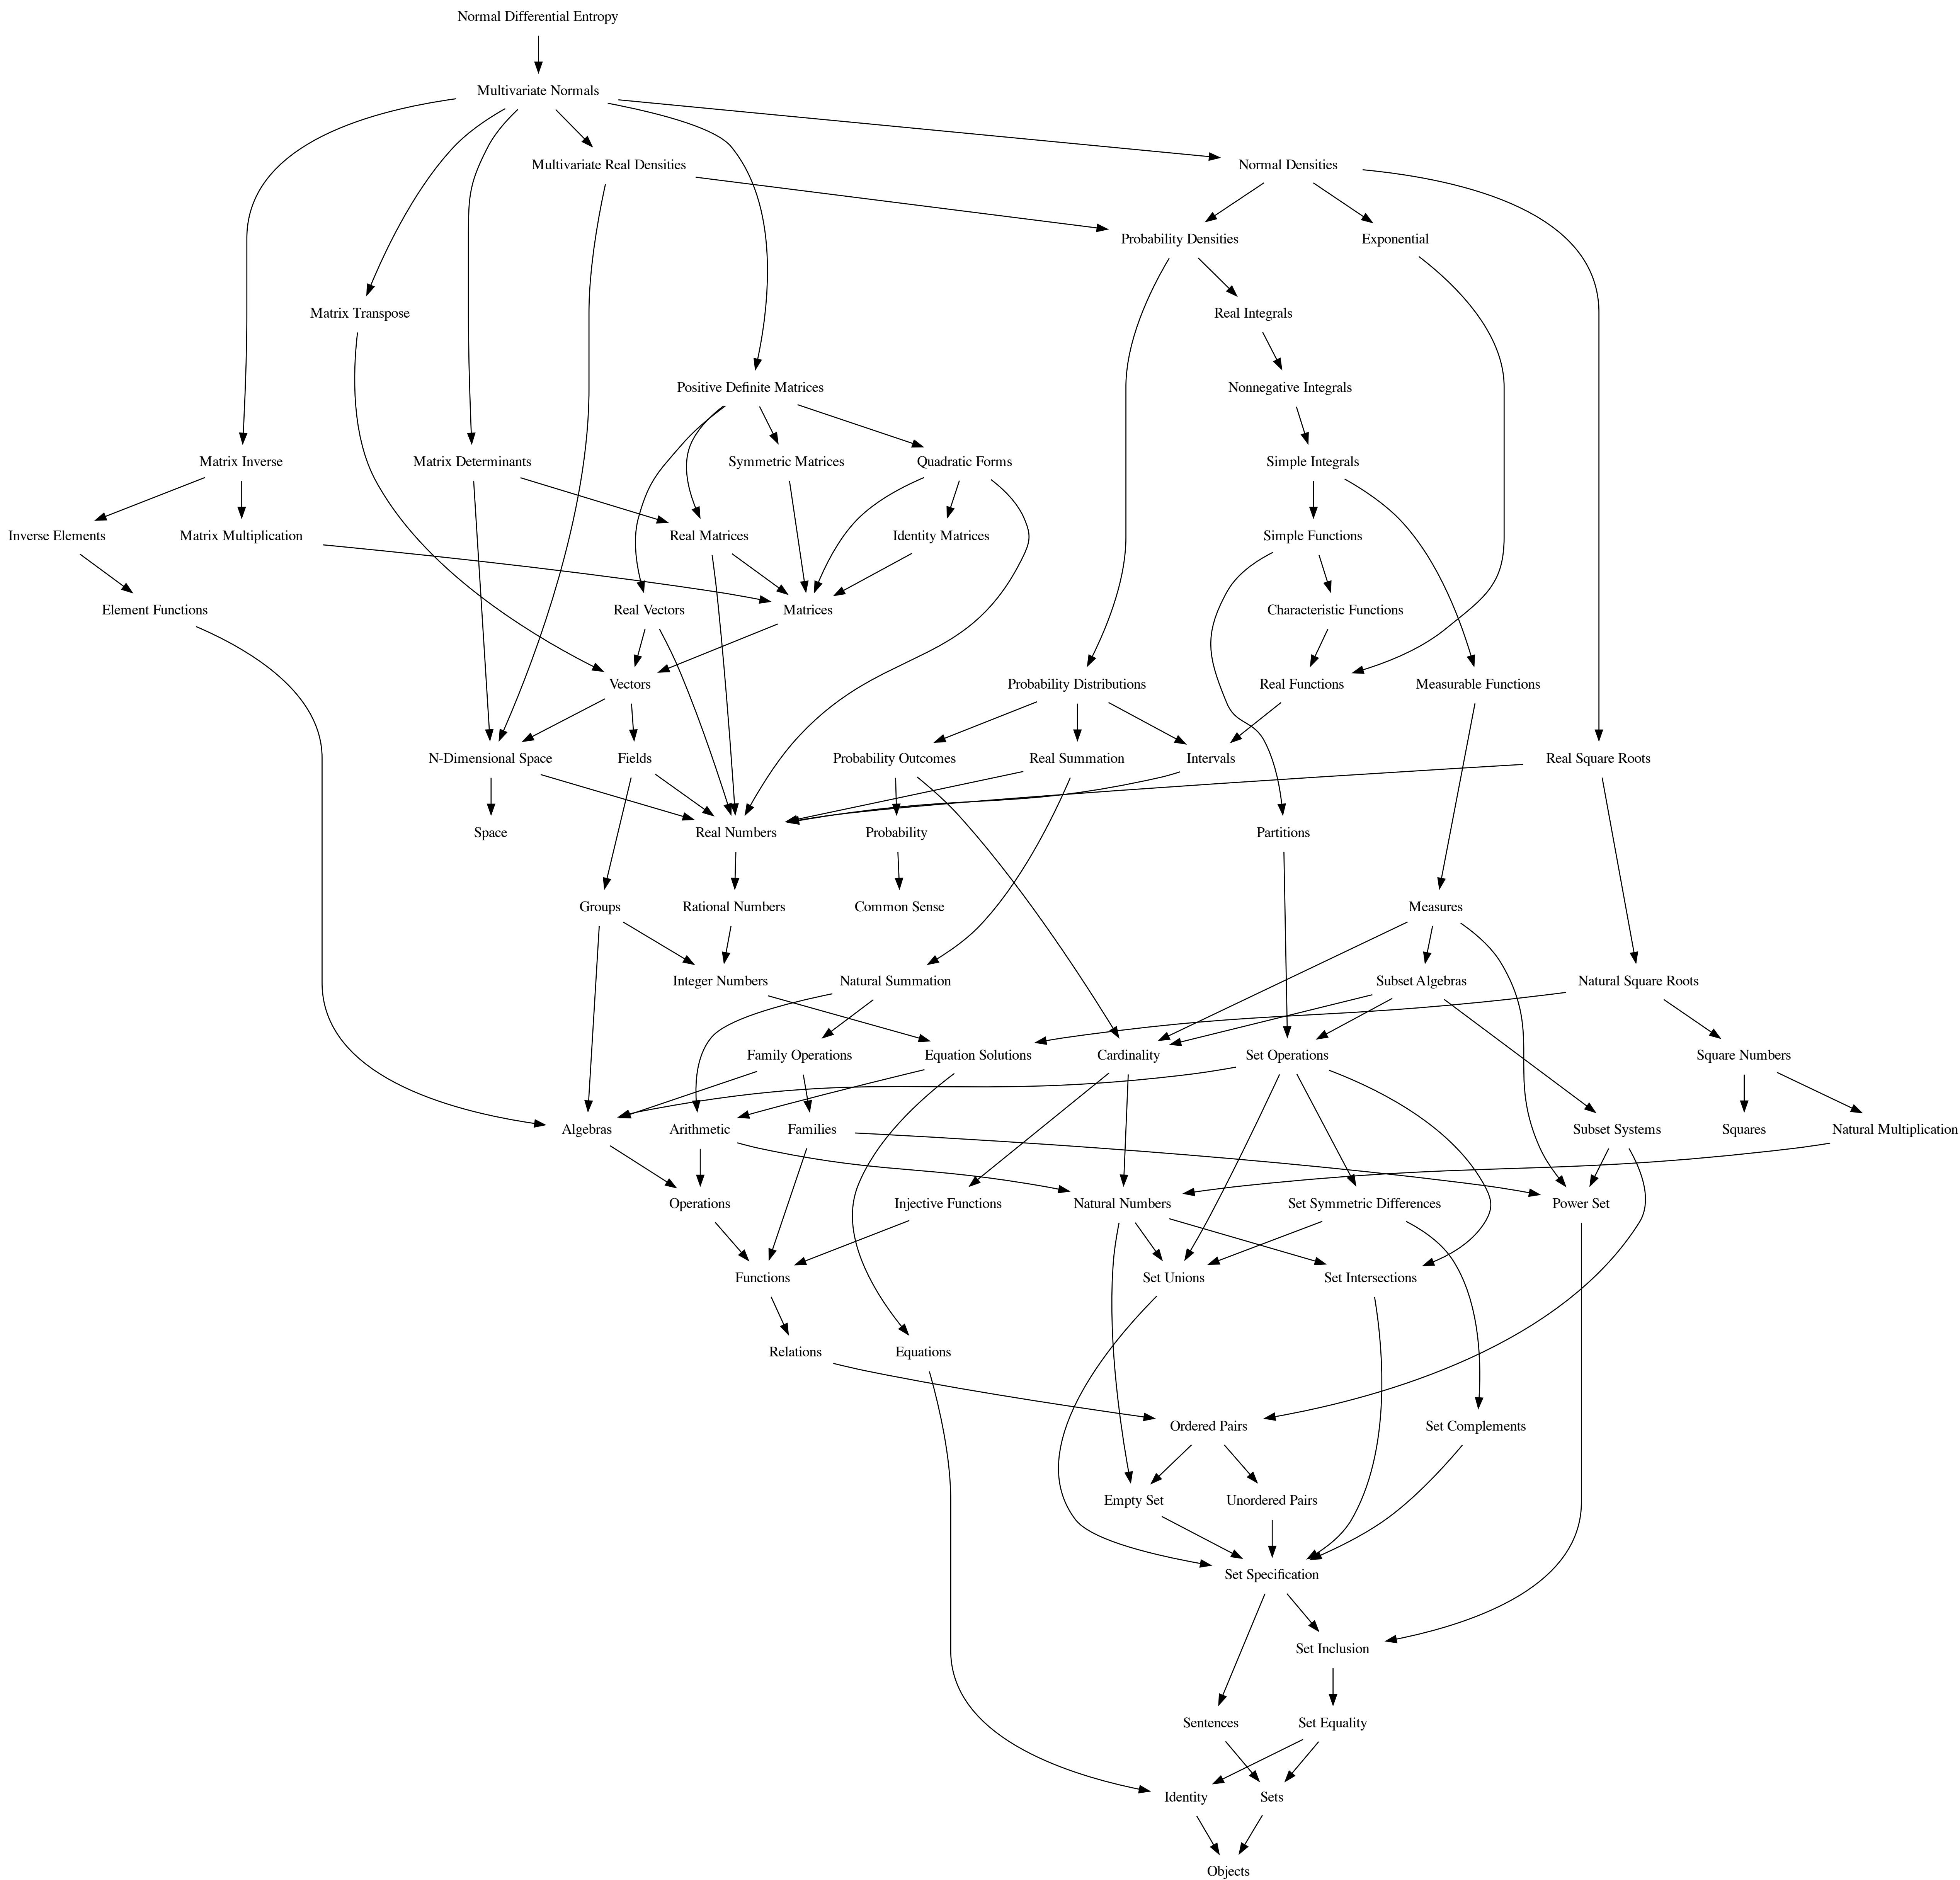 Normal Differential Entropy
Multivariate Normals
Multivariate Real Densities
Normal Densities
Probability Densities
Exponential
Matrix Transpose
Real Integrals
Positive Definite Matrices
Nonnegative Integrals
Matrix Inverse
Matrix Determinants
Symmetric Matrices
Quadratic Forms
Simple Integrals
Inverse Elements
Matrix Multiplication
Real Matrices
Identity Matrices
Simple Functions
Element Functions
Real Vectors
Matrices
Characteristic Functions
Vectors
Probability Distributions
Real Functions
Measurable Functions
N-Dimensional Space
Fields
Probability Outcomes
Real Summation
Intervals
Real Square Roots
Space
Real Numbers
Probability
Partitions
Groups
Rational Numbers
Common Sense
Measures
Integer Numbers
Natural Summation
Subset Algebras
Natural Square Roots
Family Operations
Equation Solutions
Cardinality
Set Operations
Square Numbers
Algebras
Arithmetic
Families
Subset Systems
Squares
Natural Multiplication
Operations
Injective Functions
Natural Numbers
Set Symmetric Differences
Power Set
Functions
Set Unions
Set Intersections
Relations
Equations
Ordered Pairs
Set Complements
Empty Set
Unordered Pairs
Set Specification
Set Inclusion
Sentences
Set Equality
Identity
Sets
Objects